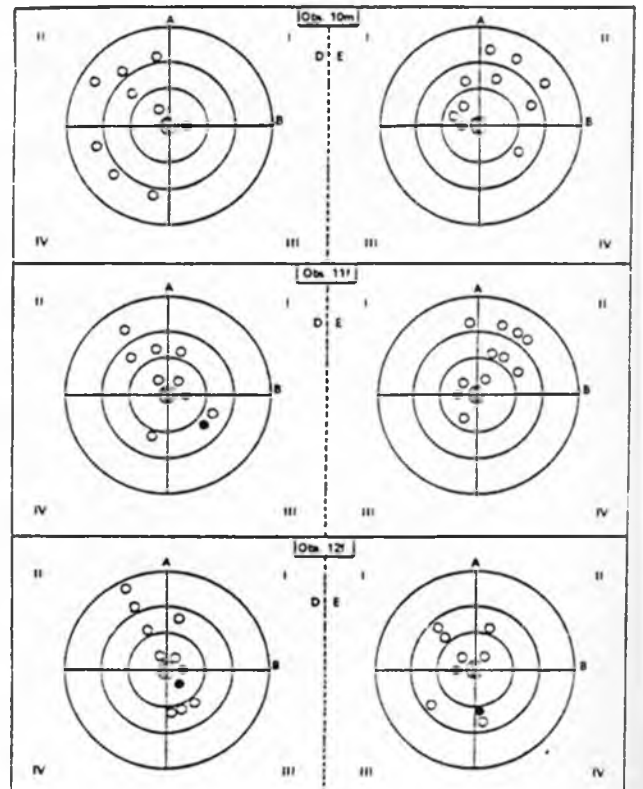 Obs. 10m
A A
II I I II
D E
B B
IV III III IV
Obs. 11f
A A
II I I II
D E
B B
IV III III IV
Obs. 12f
A A
II I I II
D E
B B
IV III III IV